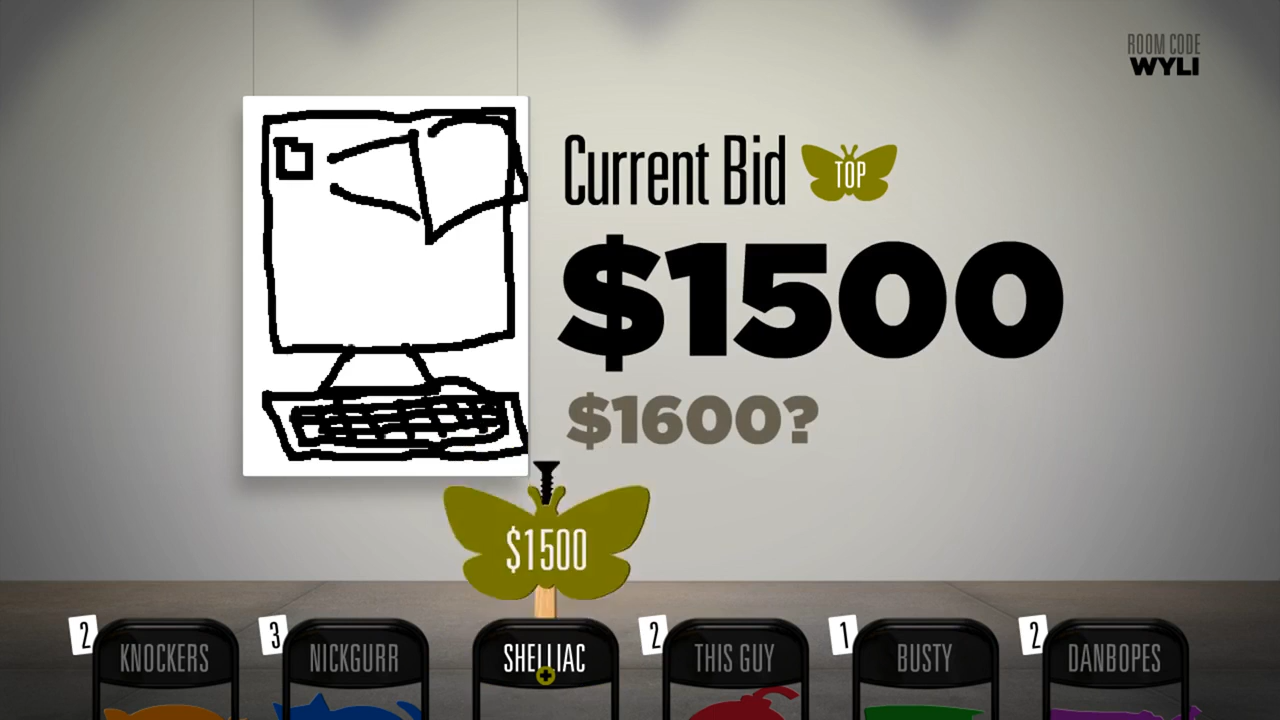 ROOM CODE
WYLI
Current Bid TOP
$1500
$1600?
$1500
2 KNOCKERS
3 NICKGURR
SHELLIAC
2 THIS GUY
1 BUSTY
2 DANBOPES